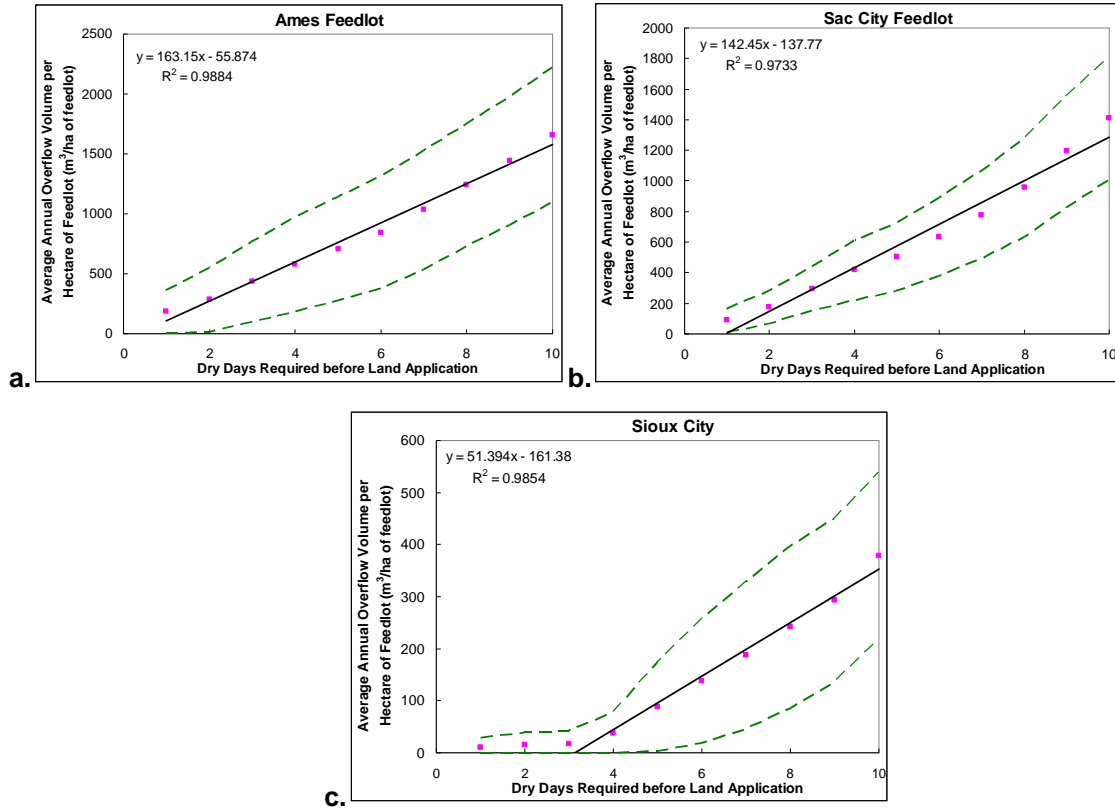 Ames Feedlot
y = 163.15x - 55.874
R² = 0.9884
2500
2000
1500
1000
500
0
0 2 4 6 8 10
Average Annual Overflow Volume per
Hectare of Feedlot (m³/ha of feedlot)
Dry Days Required before Land Application
a.
Sac City Feedlot
y = 142.45x - 137.77
R² = 0.9733
2000
1800
1600
1400
1200
1000
800
600
400
200
0
0 2 4 6 8 10
Average Annual Overflow Volume per
Hectare of Feedlot (m³/ha of feedlot)
Dry Days Required before Land Application
b.
Sioux City
y = 51.394x - 161.38
R² = 0.9854
600
500
400
300
200
100
0
0 2 4 6 8 10
Average Annual Overflow Volume per
Hectare of Feedlot (m³/ha of feedlot)
Dry Days Required before Land Application
c.